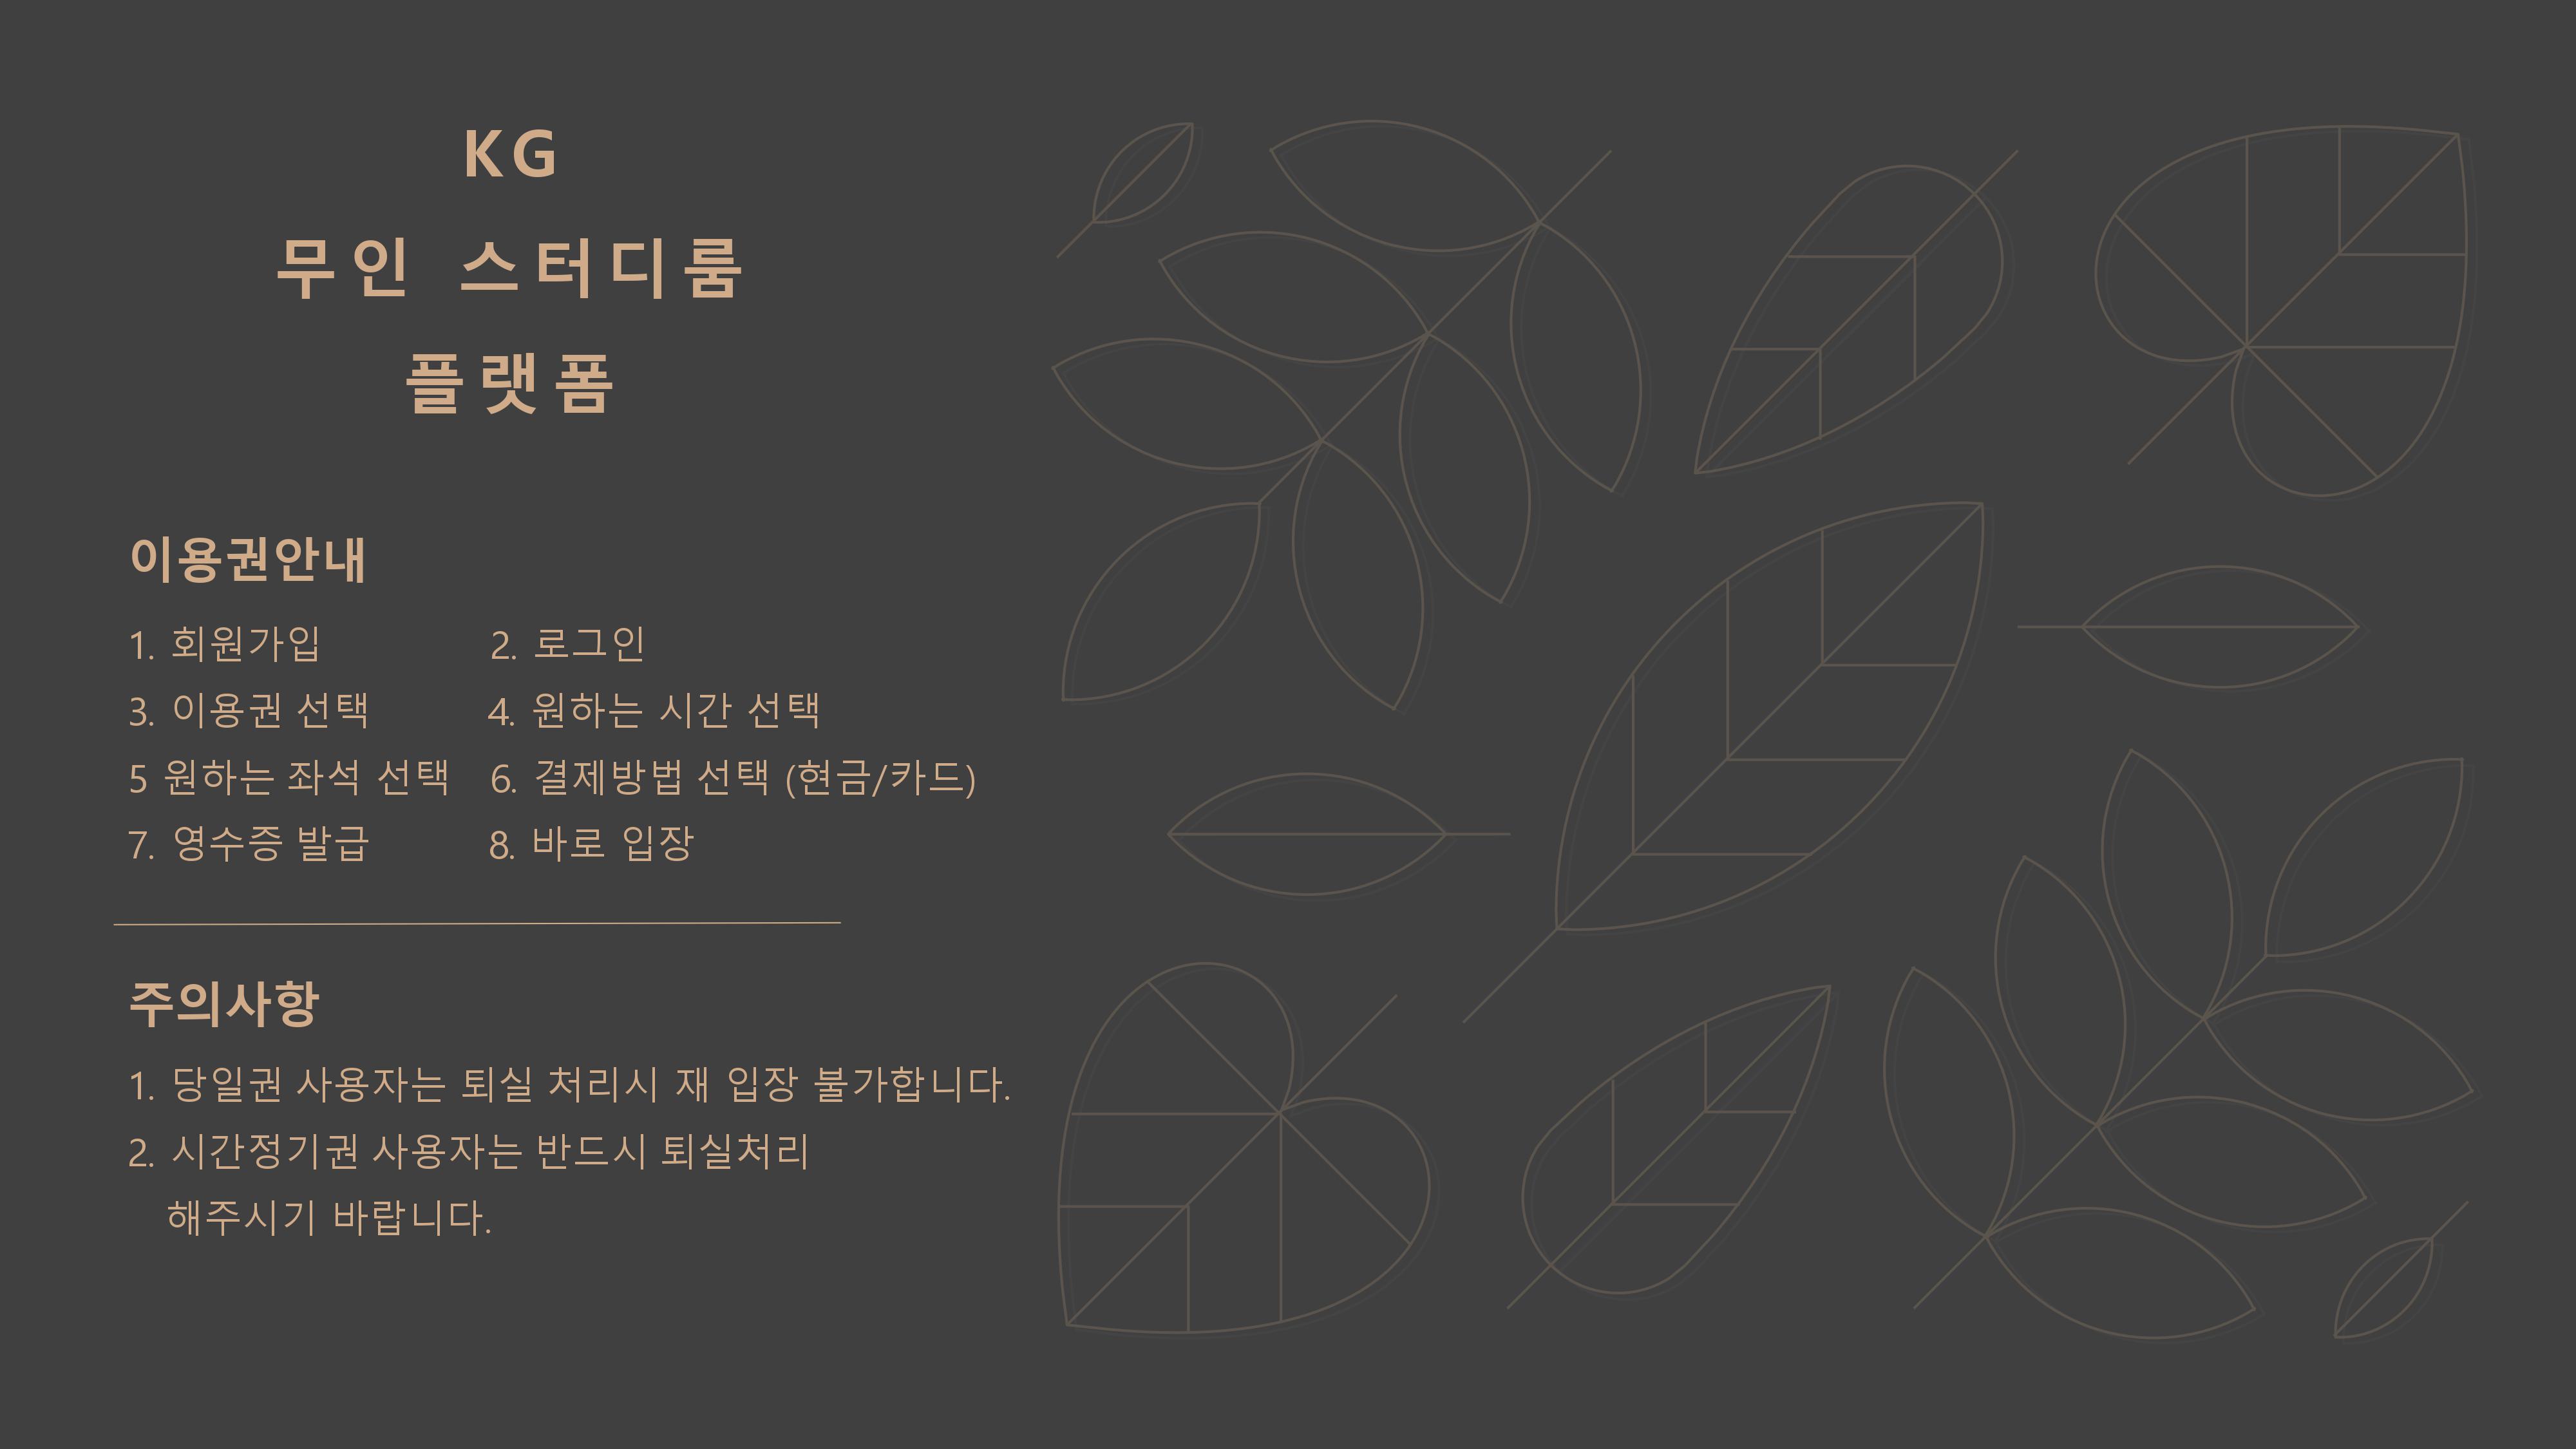 KG
무인 스터디룸
플랫폼
이용권안내
1. 회원가입 2. 로그인
3. 이용권 선택 4. 원하는 시간 선택
5 원하는 좌석 선택 6. 결제방법 선택 (현금/카드)
7. 영수증 발급 8. 바로 입장
주의사항
1. 당일권 사용자는 퇴실 처리시 재 입장 불가합니다.
2. 시간정기권 사용자는 반드시 퇴실처리
해주시기 바랍니다.